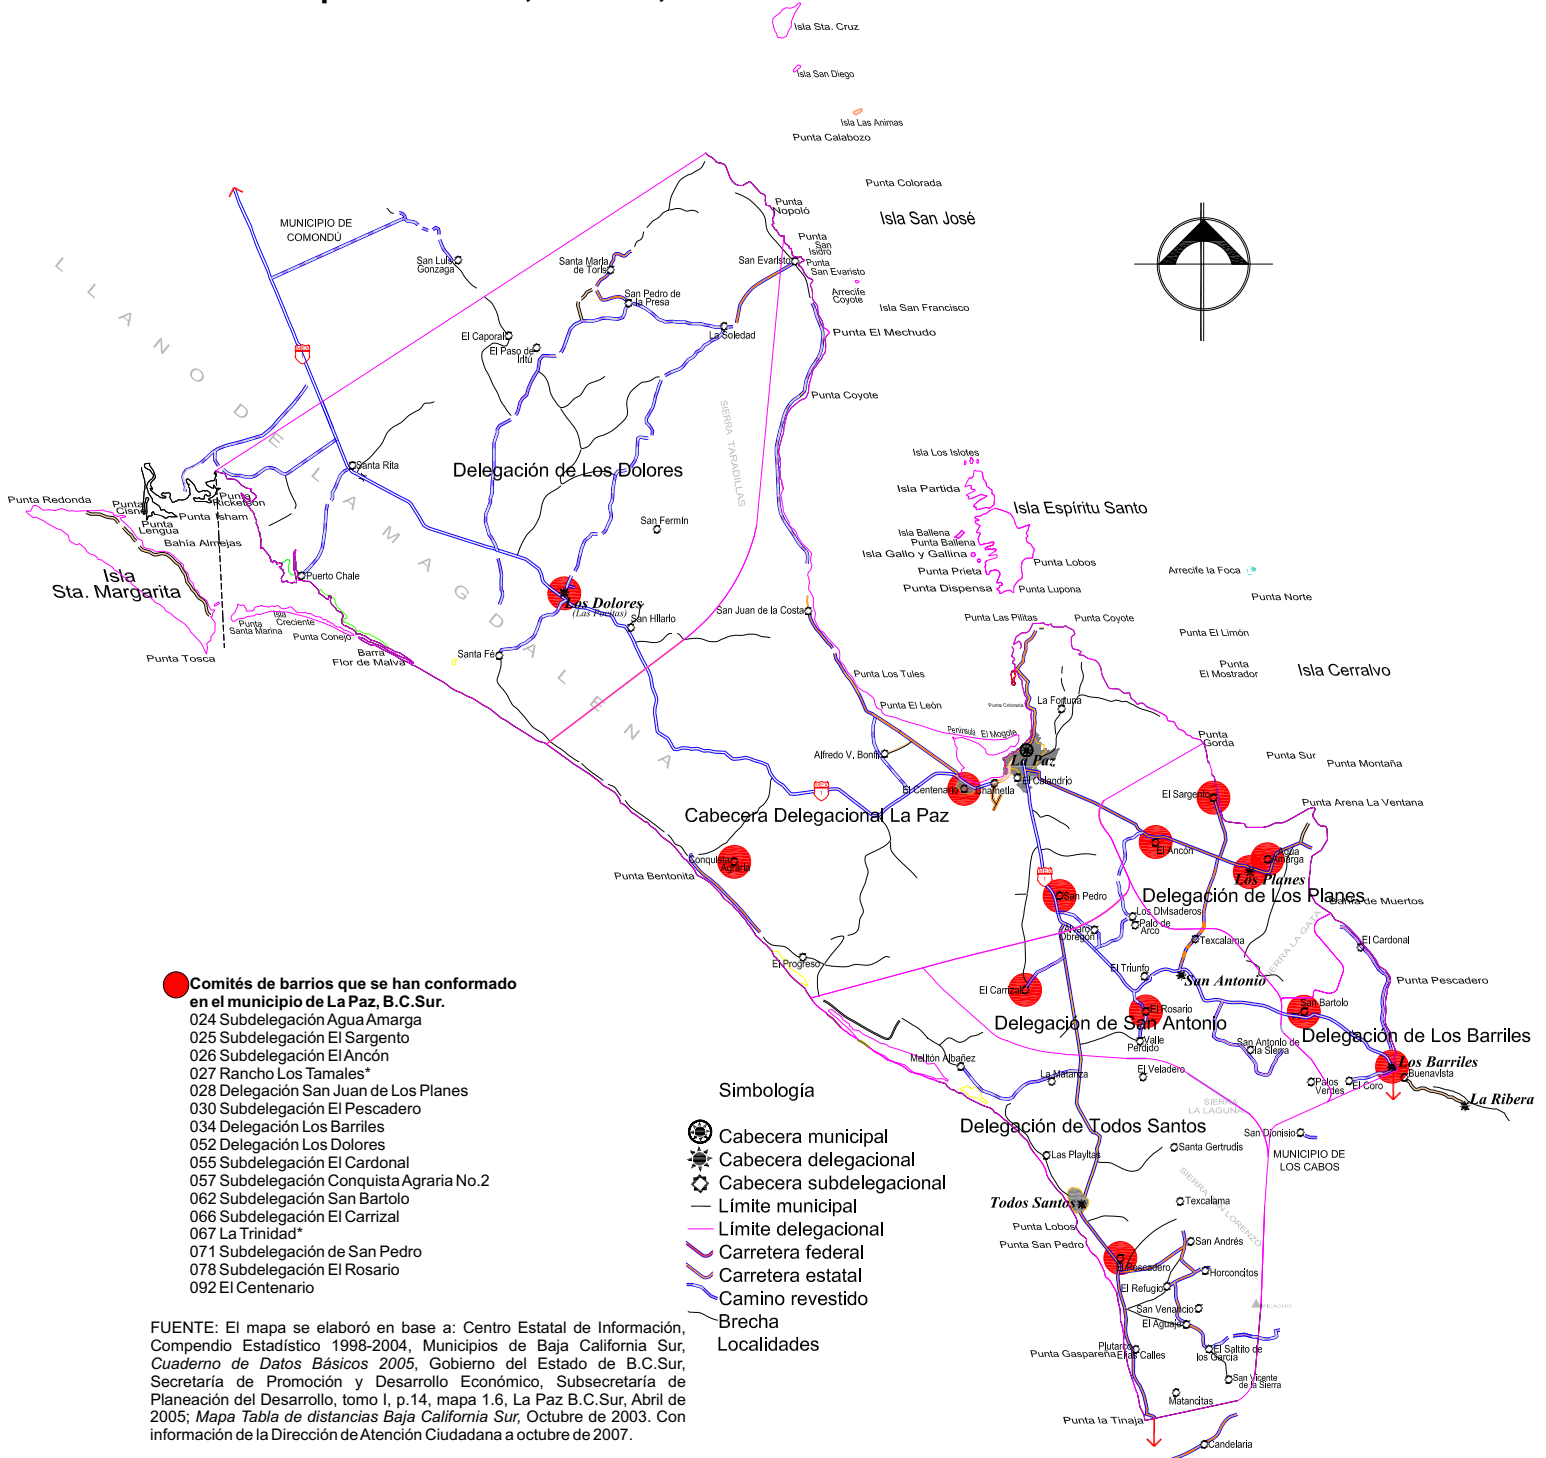 Isla Sta. Cruz
Isla San Diego
Isla Las Animas
Punta Calabozo
Punta Colorada
Punta
Nopoló
Isla San José
MUNICIPIO DE
COMONDÚ
Punta
San
Isidro
San Luis
Gonzaga
Santa María
de Toris
San Evaristo
Punta
San Evaristo
Arrecife
Coyote
San Pedro de
la Presa
Isla San Francisco
La Soledad
Punta El Mechudo
El Caporal
El Paso de
Iritú
MEX
1
Punta Coyote
SIERRA TARADILLAS
LLANO DE LA MAGDALENA
Santa Rita
Delegación de Los Dolores
Isla Los Islotes
Isla Partida
Isla Espíritu Santo
Punta Redonda
Punta
Cisne
Punta
Rickelson
Punta Isham
Punta
Lengua
Bahía Almejas
San Fermín
Isla Ballena
Punta Ballena
Isla Gallo y Gallina
Punta Lobos
Isla
Sta. Margarita
Puerto Chale
Punta Prieta
Punta Dispensa
Punta Lupona
Arrecife la Foca
Punta Norte
Los Dolores
(Las Pocitas)
San Juan de la Costa
Punta Las Pilitas
Punta Coyote
Isla
Creciente
Punta
Santa Marina
Punta Conejo
San Hilario
Punta El Limón
Punta Tosca
Barra
Flor de Malva
Santa Fé
Punta
El Mostrador
Isla Cerralvo
Punta Los Tules
Punta El León
Punta Colorada
La Fortuna
Península El Mogote
Punta
Gorda
Punta Sur
Punta Montaña
Alfredo V. Bonfil
La Paz
El Calandrio
El Centenario
Chametla
MEX
1
El Sargento
Punta Arena La Ventana
Cabecera Delegacional La Paz
El Ancón
Agua
Amarga
Conquista
Agraria
Punta Bentonita
MEX
1
Los Planes
Delegación de Los Planes
San Pedro
Bahía de Muertos
Los Divisaderos
Palo de
Arco
Alvaro
Obregón
Texcalama
SIERRA LA GATA
El Cardonal
El Progreso
El Triunfo
San Antonio
Punta Pescadero
El Carrizal
El Rosario
San Bartolo
Delegación de San Antonio
Delegación de Los Barriles
Valle
Perdido
San Antonio de
la Sierra
Melitón Albañez
La Matanza
El Veladero
Los Barriles
Buenavista
Palos
Verdes
El Coro
La Ribera
SIERRA
LA LAGUNA
Delegación de Todos Santos
San Dionisio
Las Playitas
Santa Gertrudis
MUNICIPIO DE
LOS CABOS
SIERRA SAN LORENZO
Todos Santos
Texcalama
Punta Lobos
Punta San Pedro
San Andrés
El Pescadero
Horconcitos
El Refugio
San Venancio
PICACHO
El Aguaje
Plutarco
Elías Calles
Punta Gaspareña
El Saltito de
los García
San Vicente
de la Sierra
Matancitas
Punta la Tinaja
Candelaria
Comités de barrios que se han conformado
en el municipio de La Paz, B.C.Sur.
024 Subdelegación Agua Amarga
025 Subdelegación El Sargento
026 Subdelegación El Ancón
027 Rancho Los Tamales*
028 Delegación San Juan de Los Planes
030 Subdelegación El Pescadero
034 Delegación Los Barriles
052 Delegación Los Dolores
055 Subdelegación El Cardonal
057 Subdelegación Conquista Agraria No.2
062 Subdelegación San Bartolo
066 Subdelegación El Carrizal
067 La Trinidad*
071 Subdelegación de San Pedro
078 Subdelegación El Rosario
092 El Centenario
Simbología
Cabecera municipal
Cabecera delegacional
Cabecera subdelegacional
Límite municipal
Límite delegacional
Carretera federal
Carretera estatal
Camino revestido
Brecha
Localidades
FUENTE: El mapa se elaboró en base a: Centro Estatal de Información,
Compendio Estadístico 1998-2004, Municipios de Baja California Sur,
Cuaderno de Datos Básicos 2005, Gobierno del Estado de B.C.Sur,
Secretaría de Promoción y Desarrollo Económico, Subsecretaría de
Planeación del Desarrollo, tomo I, p.14, mapa 1.6, La Paz B.C.Sur, Abril de
2005; Mapa Tabla de distancias Baja California Sur, Octubre de 2003. Con
información de la Dirección de Atención Ciudadana a octubre de 2007.